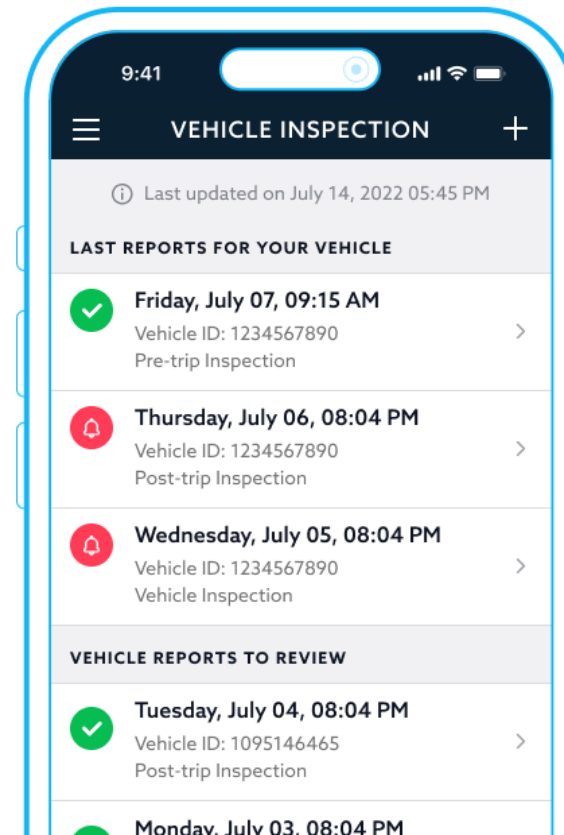 9:41
VEHICLE INSPECTION
Last updated on July 14, 2022 05:45 PM
LAST REPORTS FOR YOUR VEHICLE
Friday, July 07, 09:15 AM
Vehicle ID: 1234567890
Pre-trip Inspection
Thursday, July 06, 08:04 PM
Vehicle ID: 1234567890
Post-trip Inspection
Wednesday, July 05, 08:04 PM
Vehicle ID: 1234567890
Vehicle Inspection
VEHICLE REPORTS TO REVIEW
Tuesday, July 04, 08:04 PM
Vehicle ID: 1095146465
Post-trip Inspection
Monday, July 03, 08:04 PM